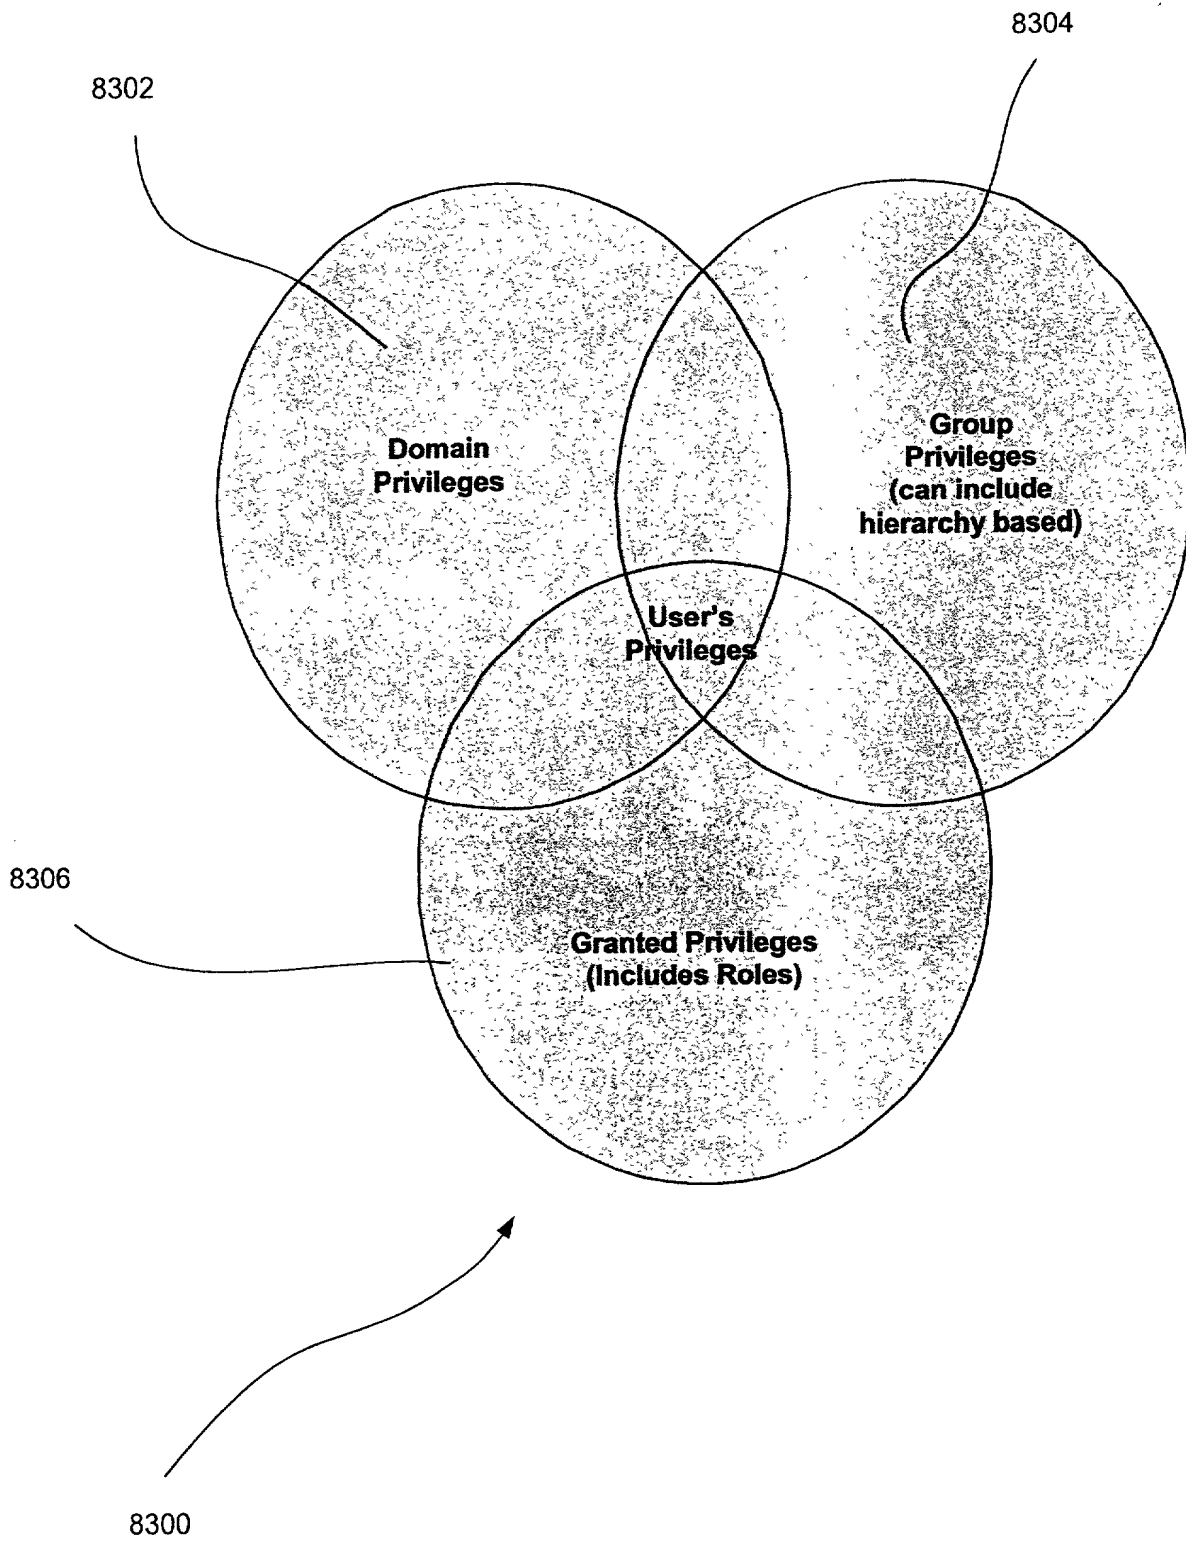 8304
8302
Domain
Privileges
Group
Privileges
(can include
hierarchy based)
User's
Privileges
8306
Granted Privileges
(Includes Roles)
8300